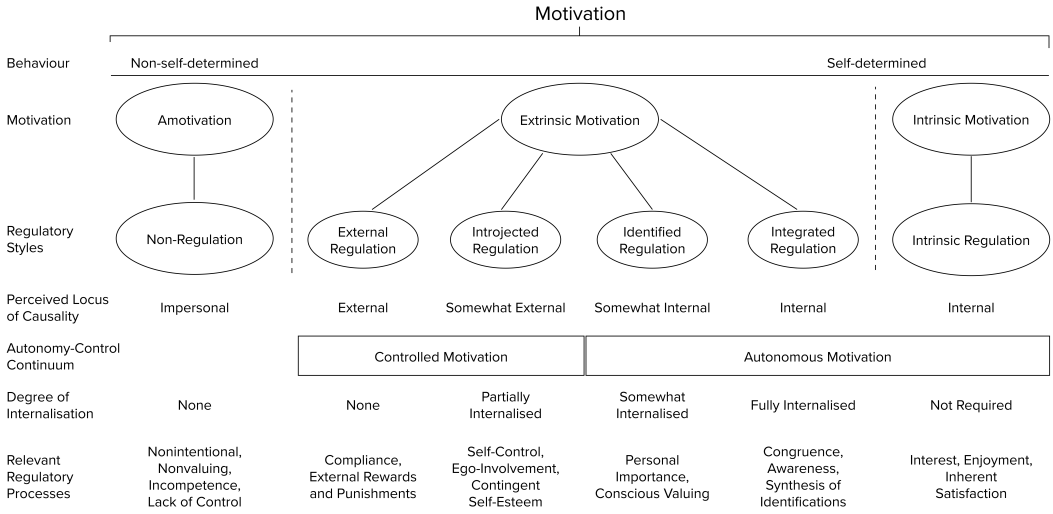 Motivation
Behaviour
Non-self-determined
Self-determined
Motivation
Amotivation
Extrinsic Motivation
Intrinsic Motivation
Regulatory
Styles
Non-Regulation
External
Regulation
Introjected
Regulation
Identified
Regulation
Integrated
Regulation
Intrinsic Regulation
Perceived Locus
of Causality
Impersonal
External
Somewhat External
Somewhat Internal
Internal
Internal
Autonomy-Control
Continuum
Controlled Motivation
Autonomous Motivation
Degree of
Internalisation
None
None
Partially
Internalised
Somewhat
Internalised
Fully Internalised
Not Required
Relevant
Regulatory
Processes
Nonintentional,
Nonvaluing,
Incompetence,
Lack of Control
Compliance,
External Rewards
and Punishments
Self-Control,
Ego-Involvement,
Contingent
Self-Esteem
Personal
Importance,
Conscious Valuing
Congruence,
Awareness,
Synthesis of
Identifications
Interest, Enjoyment,
Inherent
Satisfaction